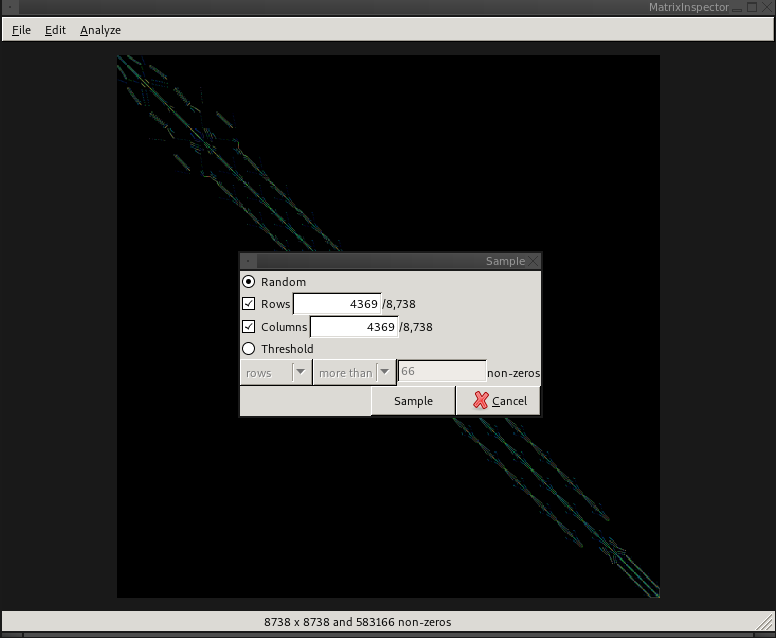 MatrixInspector
File Edit Analyze
Sample
Random
Rows 4369 /8,738
Columns 4369 /8,738
Threshold
rows more than 66 non-zeros
Sample Cancel
8738 x 8738 and 583166 non-zeros